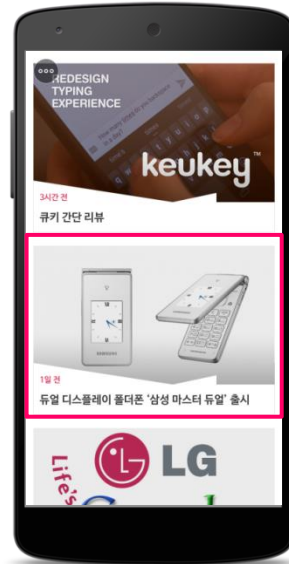 REDESIGN
TYPING
EXPERIENCE
keukey™
3시간 전
큐키 간단 리뷰
SAMSUNG
SAMSUNG
1일 전
듀얼 디스플레이 폴더폰 '삼성 마스터 듀얼' 출시
LG
Life's